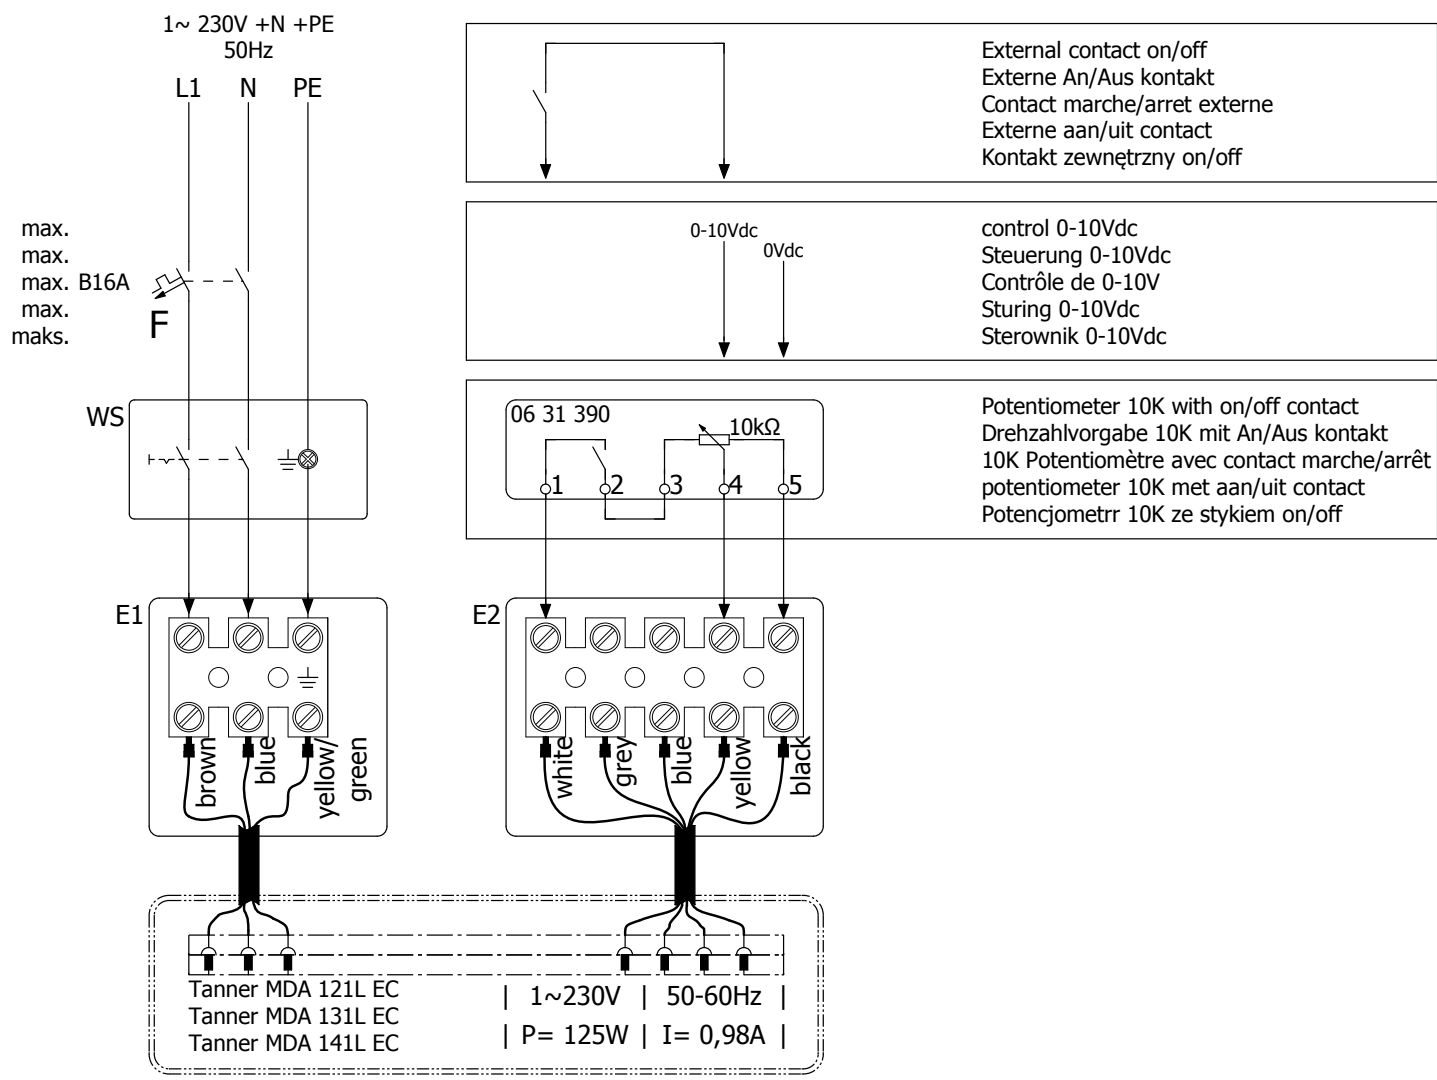 1~ 230V +N +PE
50Hz
L1 N PE
max.
max.
max. B16A
max.
maks.
F
WS
External contact on/off
Externe An/Aus kontakt
Contact marche/arret externe
Externe aan/uit contact
Kontakt zewnętrzny on/off
0-10Vdc
0Vdc
control 0-10Vdc
Steuerung 0-10Vdc
Contrôle de 0-10V
Sturing 0-10Vdc
Sterownik 0-10Vdc
06 31 390
10kΩ
1 2 3 4 5
Potentiometer 10K with on/off contact
Drehzahlvorgabe 10K mit An/Aus kontakt
10K Potentiomètre avec contact marche/arrêt
potentiometer 10K met aan/uit contact
Potencjometrr 10K ze stykiem on/off
E1
brown
blue
yellow/
green
E2
white
grey
blue
yellow
black
Tanner MDA 121L EC
Tanner MDA 131L EC
Tanner MDA 141L EC
| 1~230V | 50-60Hz |
| P= 125W | I= 0,98A |